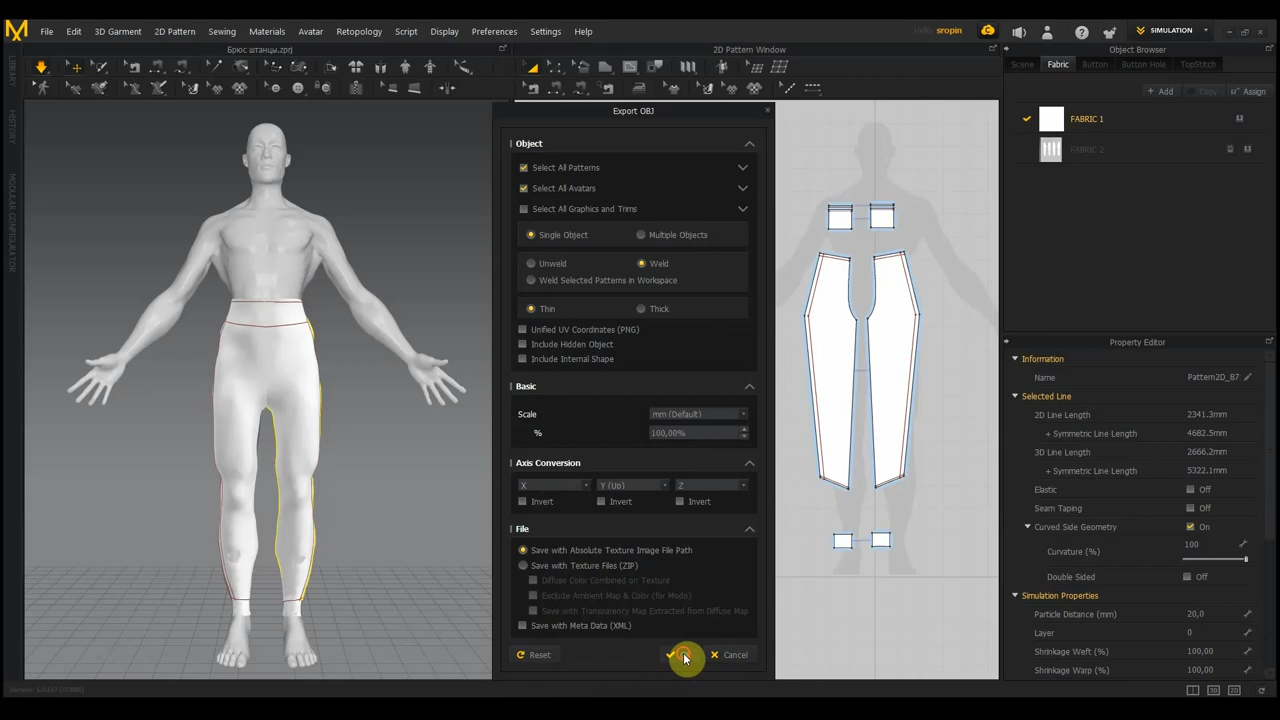 File Edit 3D Garment 2D Pattern Sewing Materials Avatar Retopology Script Display Preferences Settings Help
sropin
SIMULATION
Брюс штанцы.zprj
2D Pattern Window
Object Browser
LIBRARY
HISTORY
MODULAR CONFIGURATOR
Scene Fabric Button Button Hole TopStitch
+ Add Copy Assign
FABRIC 1
FABRIC 2
Export OBJ
Object
Select All Patterns
Select All Avatars
Select All Graphics and Trims
Single Object Multiple Objects
Unweld Weld
Weld Selected Patterns in Workspace
Thin Thick
Unified UV Coordinates (PNG)
Include Hidden Object
Include Internal Shape
Basic
Scale mm (Default)
% 100,00%
Axis Conversion
X Y (Up) Z
Invert Invert Invert
File
Save with Absolute Texture Image File Path
Save with Texture Files (ZIP)
Diffuse Color Combined on Texture
Exclude Ambient Map & Color (for Modo)
Save with Transparency Map Extracted from Diffuse Map
Save with Meta Data (XML)
Reset Cancel
Property Editor
Information
Name Pattern2D_87
Selected Line
2D Line Length 2341.3mm
+ Symmetric Line Length 4682.5mm
3D Line Length 2666.2mm
+ Symmetric Line Length 5322.1mm
Elastic Off
Seam Taping Off
Curved Side Geometry On
Curvature (%) 100
Double Sided Off
Simulation Properties
Particle Distance (mm) 20,0
Layer 0
Shrinkage Weft (%) 100,00
Shrinkage Warp (%) 100,00
3D 2D